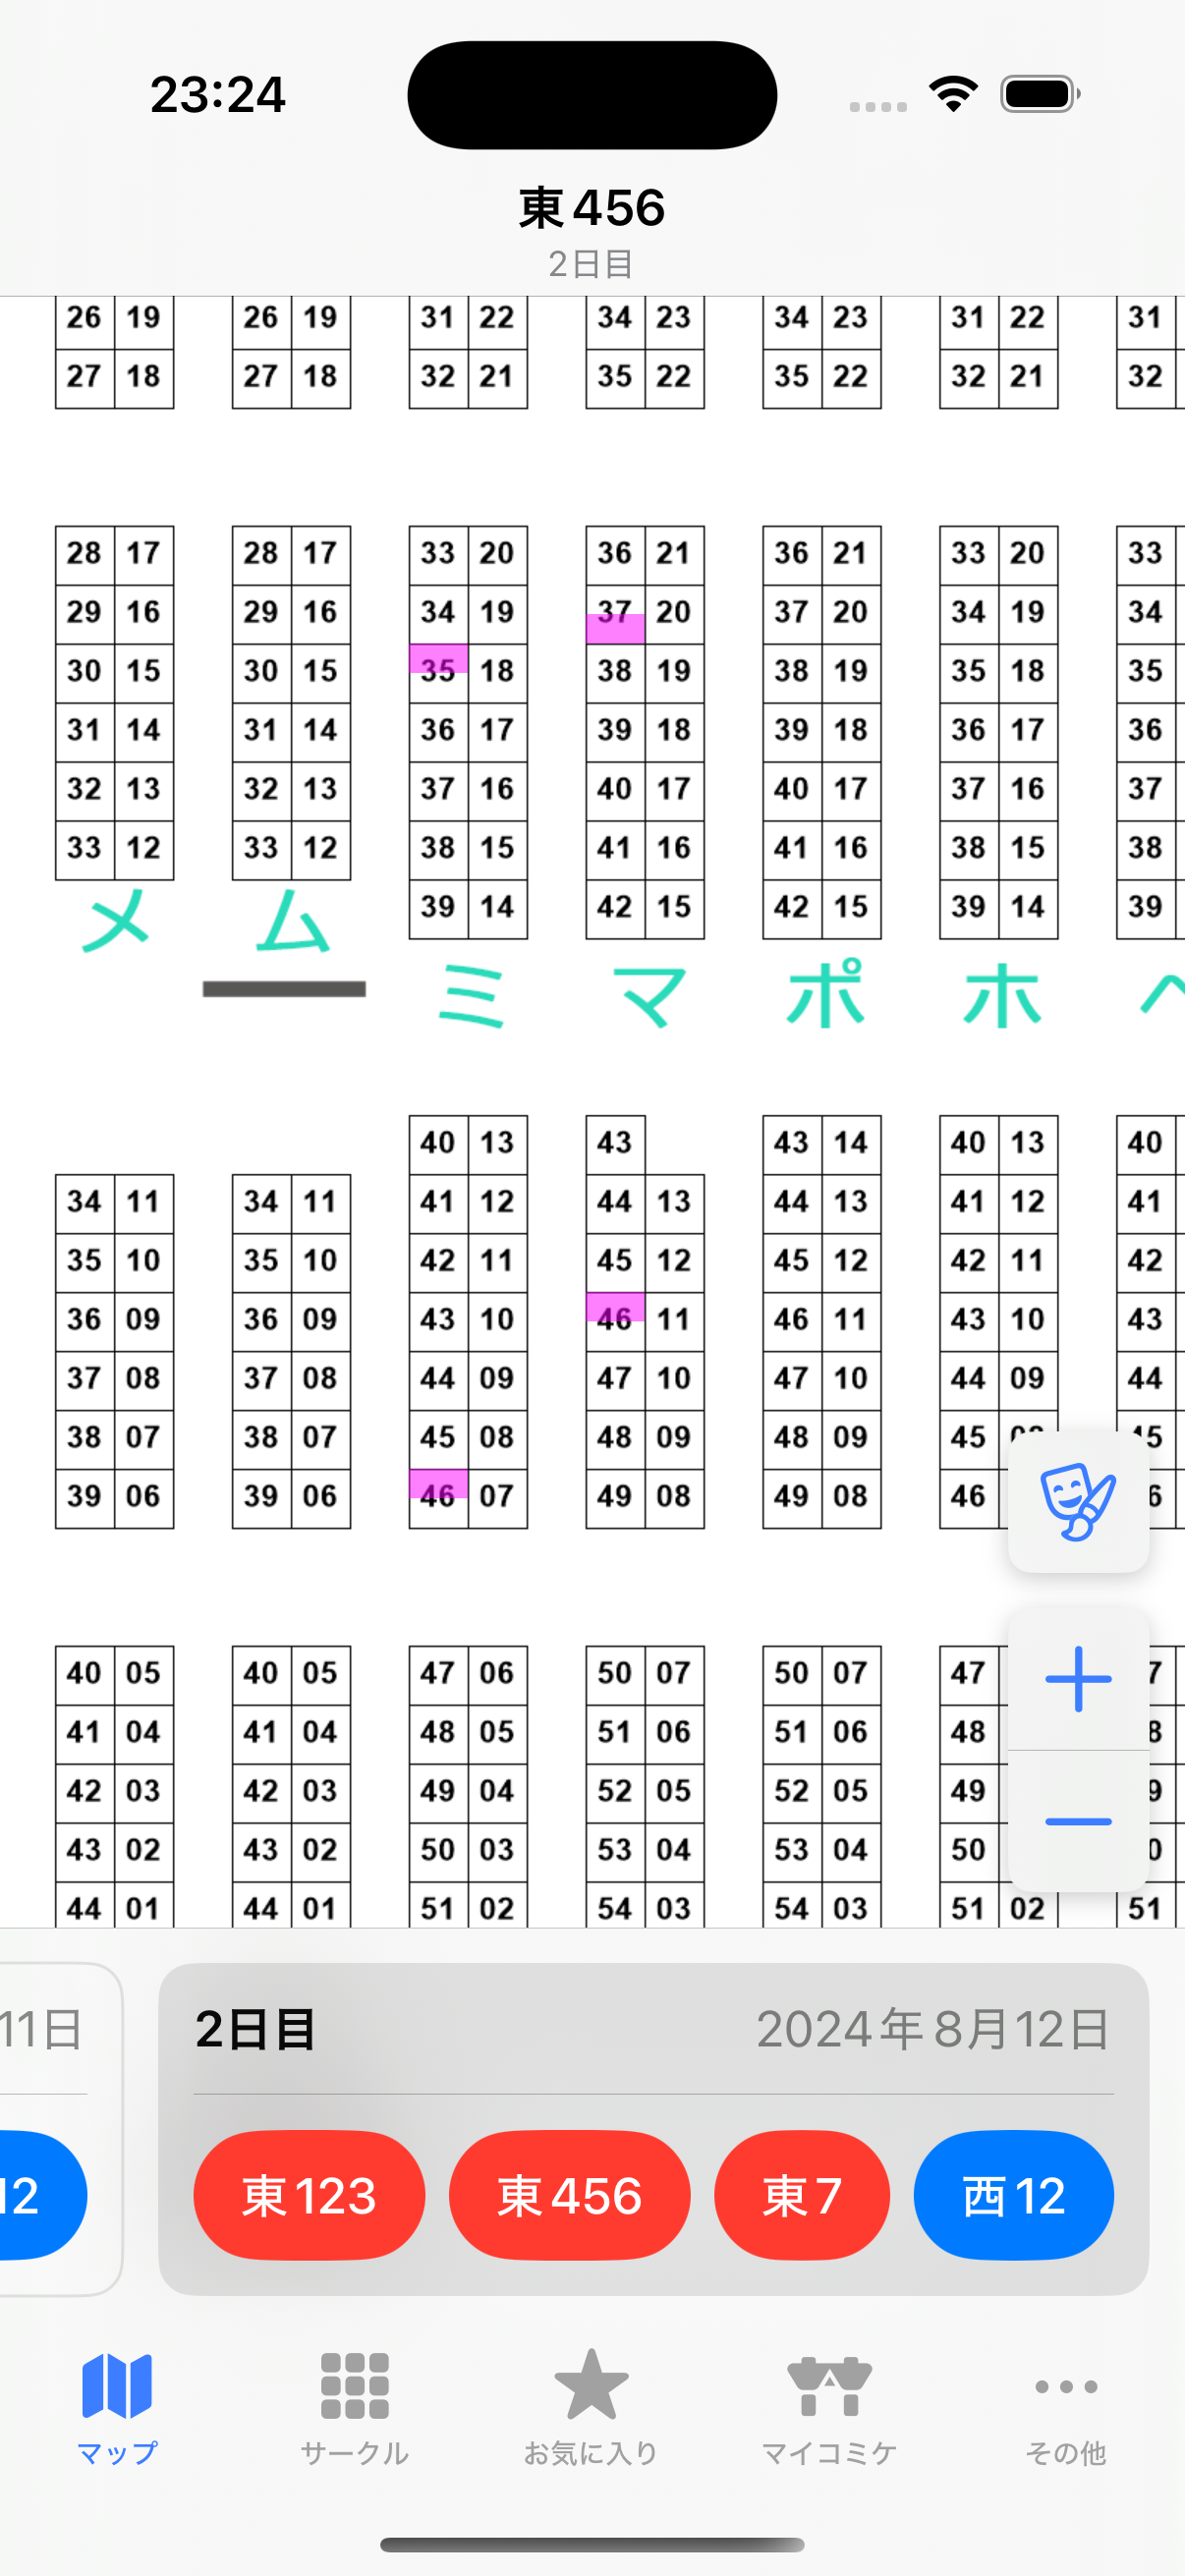 23:24
東456
2日目
26 19 26 19 31 22 34 23 34 23 31 22 31
27 18 27 18 32 21 35 22 35 22 32 21 32
28 17 28 17 33 20 36 21 36 21 33 20 33
29 16 29 16 34 19 37 20 37 20 34 19 34
30 15 30 15 35 18 38 19 38 19 35 18 35
31 14 31 14 36 17 39 18 39 18 36 17 36
32 13 32 13 37 16 40 17 40 17 37 16 37
33 12 33 12 38 15 41 16 41 16 38 15 38
39 14 42 15 42 15 39 14 39
メ ム ミ マ ポ ホ
40 13 43 43 14 40 13 40
34 11 34 11 41 12 44 13 44 13 41 12 41
35 10 35 10 42 11 45 12 45 12 42 11 42
36 09 36 09 43 10 46 11 46 11 43 10 43
37 08 37 08 44 09 47 10 47 10 44 09 44
38 07 38 07 45 08 48 09 48 09 45
39 06 39 06 46 07 49 08 49 08 46
40 05 40 05 47 06 50 07 50 07 47
41 04 41 04 48 05 51 06 51 06 48
42 03 42 03 49 04 52 05 52 05 49
43 02 43 02 50 03 53 04 53 04 50
44 01 44 01 51 02 54 03 54 03 51 02 51
11日
2日目 2024年8月12日
12
東123 東456 東7 西12
マップ サークル お気に入り マイコミケ その他